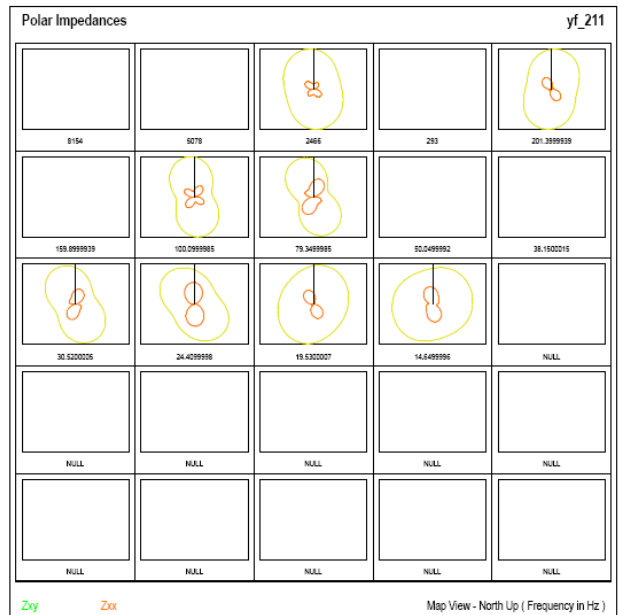 Polar Impedances yf_211
8154 5078 2466 293 201.3999939
159.8999939 100.0999985 79.3499985 50.0499992 38.1500015
30.5200005 24.4099998 19.5300007 14.6499996 NULL
NULL NULL NULL NULL NULL
NULL NULL NULL NULL NULL
Zxy Zxx Map View - North Up ( Frequency in Hz )